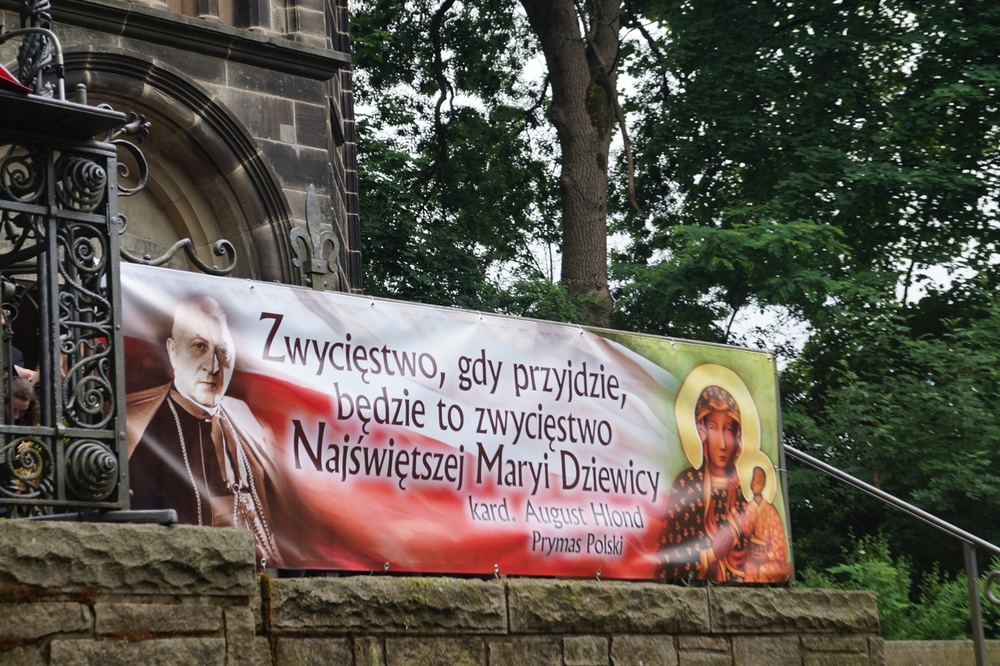 Zwycięstwo, gdy przyjdzie,
będzie to zwycięstwo
Najświętszej Maryi Dziewicy
kard. August Hlond
Prymas Polski